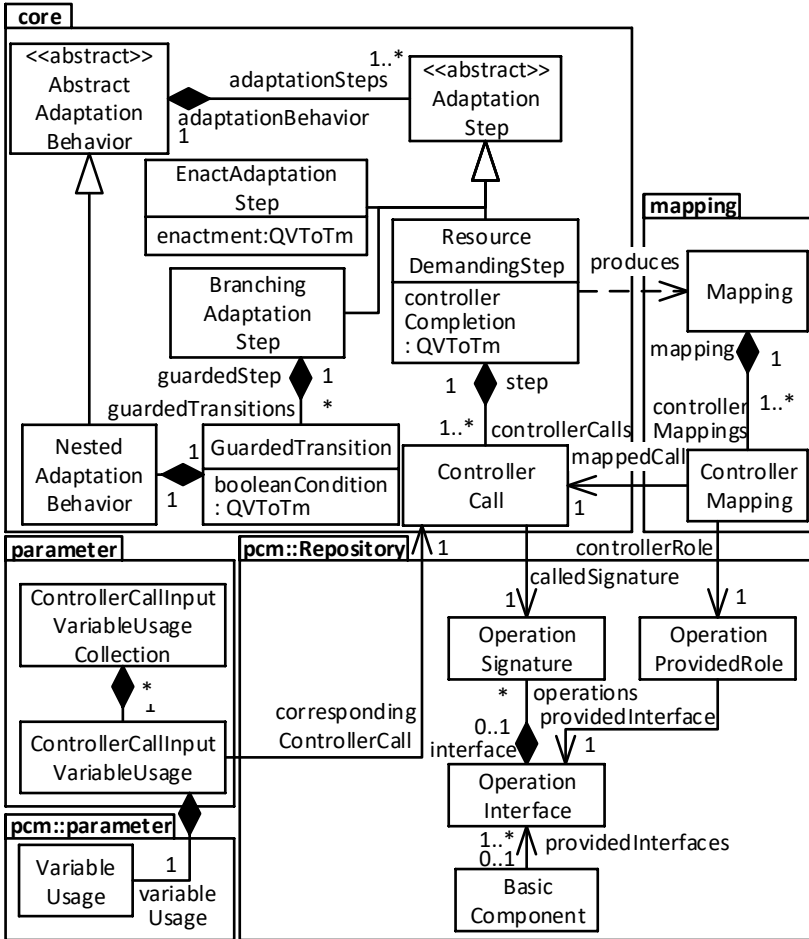 core
<<abstract>>
Abstract
Adaptation
Behavior
1..*
adaptationSteps
adaptationBehavior
1
<<abstract>>
Adaptation
Step
EnactAdaptation
Step
enactment:QVToTm
Resource
DemandingStep
controller
Completion
: QVToTm
mapping
produces
Mapping
Branching
Adaptation
Step
guardedStep
1
guardedTransitions
*
1
step
1..*
controllerCalls
mapping
1
controller
Mappings
1..*
Nested
Adaptation
Behavior
1
1
GuardedTransition
booleanCondition
: QVToTm
Controller
Call
mappedCall
1
Controller
Mapping
parameter
pcm::Repository
1
controllerRole
calledSignature
1
1
ControllerCallInput
VariableUsage
Collection
Operation
Signature
Operation
ProvidedRole
*
1
ControllerCallInput
VariableUsage
corresponding
ControllerCall
*
operations
0..1
providedInterface
interface
1
Operation
Interface
pcm::parameter
1..*
providedInterfaces
0..1
Variable
Usage
1
variable
Usage
Basic
Component